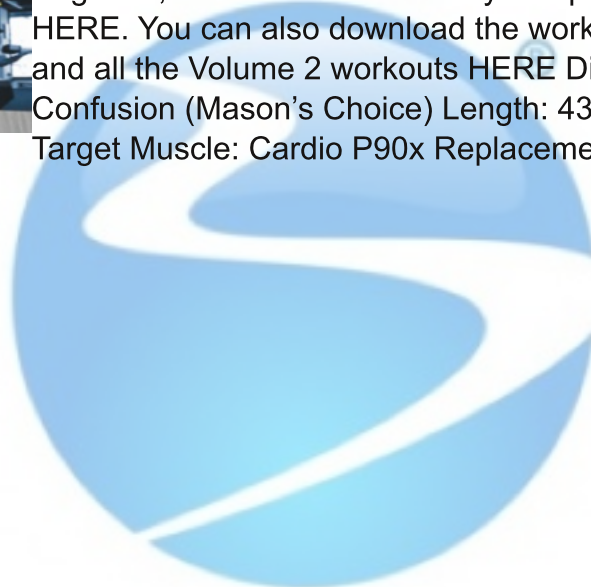 HERE. You can also download the work
and all the Volume 2 workouts HERE Di
Confusion (Mason’s Choice) Length: 43
Target Muscle: Cardio P90x Replaceme
®